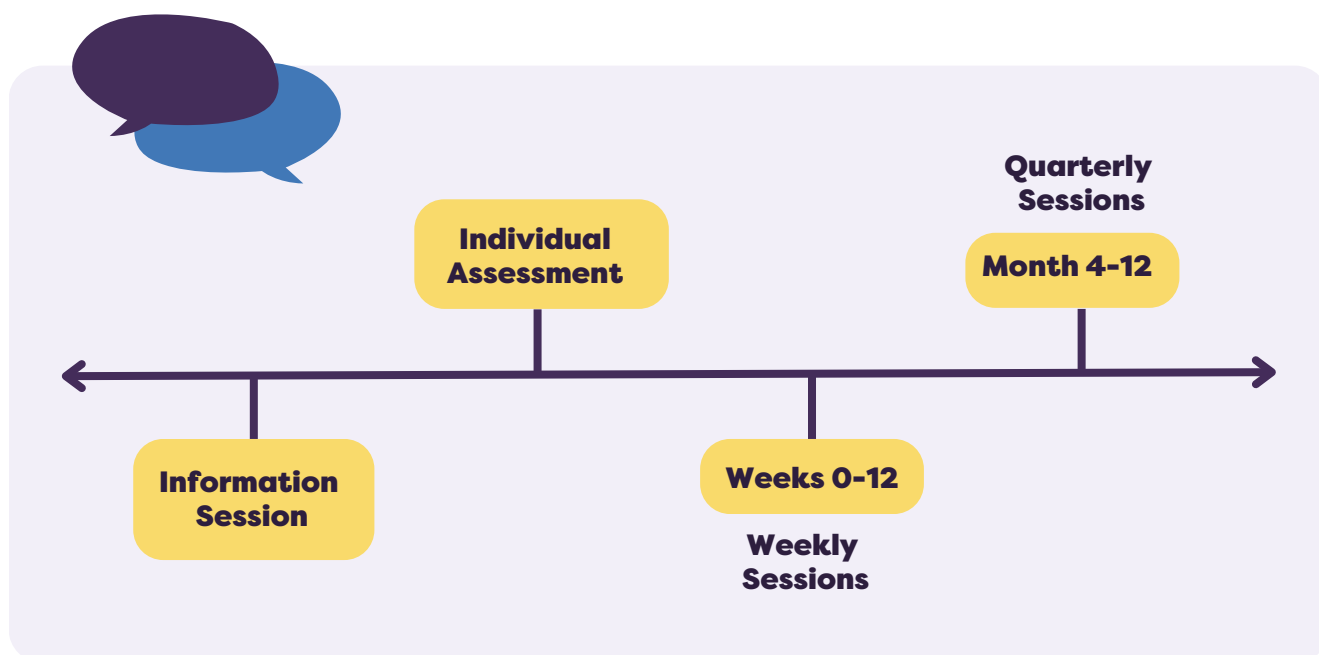 Information
Session
Individual
Assessment
Weeks 0-12
Weekly
Sessions
Quarterly
Sessions
Month 4-12